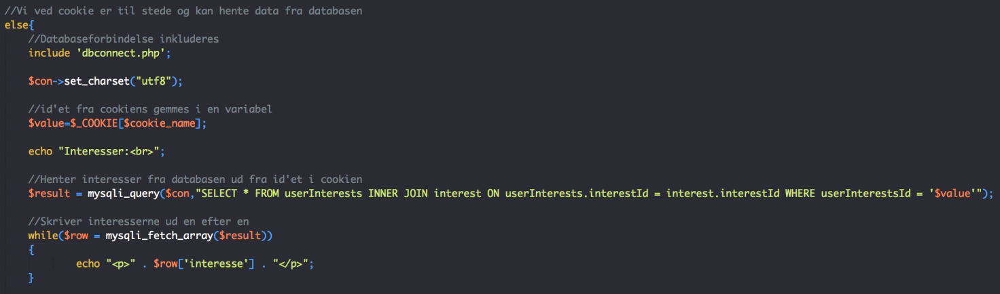 //Vi ved cookie er til stede og kan hente data fra databasen
else{
//Databaseforbindelse inkluderes
include 'dbconnect.php';
$con->set_charset("utf8");
//id'et fra cookiens gemmes i en variabel
$value=$_COOKIE[$cookie_name];
echo "Interesser:<br>";
//Henter interesser fra databasen ud fra id'et i cookien
$result = mysqli_query($con,"SELECT * FROM userInterests INNER JOIN interest ON userInterests.interestId = interest.interestId WHERE userInterestsId = '$value'");
//Skriver interesserne ud en efter en
while($row = mysqli_fetch_array($result))
{
echo "<p>" . $row['interesse'] . "</p>";
}